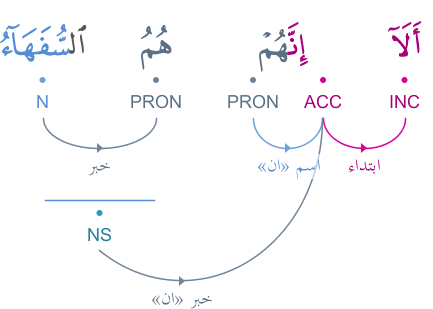 أَلَآ إِنَّهُمْ هُمُ ٱلسُّفَهَآءُ
INC ACC PRON PRON N
ابتداء اسم «ان» خبر
NS
خبر «ان»